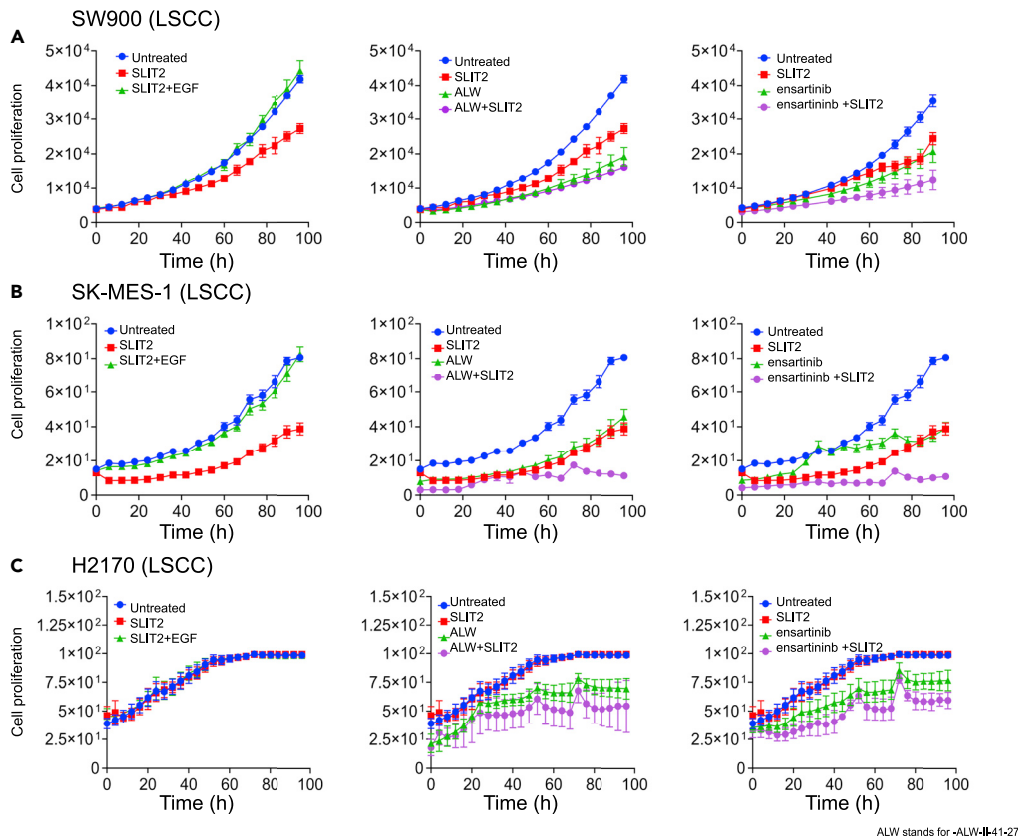 SW900 (LSCC)
A
Cell proliferation
5×10⁴
4×10⁴
3×10⁴
2×10⁴
1×10⁴
0
Untreated
SLIT2
SLIT2+EGF
0 20 40 60 80 100
Time (h)
5×10⁴
4×10⁴
3×10⁴
2×10⁴
1×10⁴
0
Untreated
SLIT2
ALW
ALW+SLIT2
0 20 40 60 80 100
Time (h)
5×10⁴
4×10⁴
3×10⁴
2×10⁴
1×10⁴
0
Untreated
SLIT2
ensartinib
ensartininb +SLIT2
0 20 40 60 80 100
Time (h)
B SK-MES-1 (LSCC)
Cell proliferation
1×10²
8×10¹
6×10¹
4×10¹
2×10¹
0
Untreated
SLIT2
SLIT2+EGF
0 20 40 60 80 100
Time (h)
1×10²
8×10¹
6×10¹
4×10¹
2×10¹
0
Untreated
SLIT2
ALW
ALW+SLIT2
0 20 40 60 80 100
Time (h)
1×10²
8×10¹
6×10¹
4×10¹
2×10¹
0
Untreated
SLIT2
ensartinib
ensartininb +SLIT2
0 20 40 60 80 100
Time (h)
C H2170 (LSCC)
Cell proliferation
1.5×10²
1.25×10²
1×10²
7.5×10¹
5×10¹
2.5×10¹
0
Untreated
SLIT2
SLIT2+EGF
0 20 40 60 80 100
Time (h)
1.5×10²
1.25×10²
1×10²
7.5×10¹
5×10¹
2.5×10¹
0
Untreated
SLIT2
ALW
ALW+SLIT2
0 20 40 60 80 100
Time (h)
1.5×10²
1.25×10²
1×10²
7.5×10¹
5×10¹
2.5×10¹
0
Untreated
SLIT2
ensartinib
ensartininb +SLIT2
0 20 40 60 80 100
Time (h)
ALW stands for -ALW-II-41-27